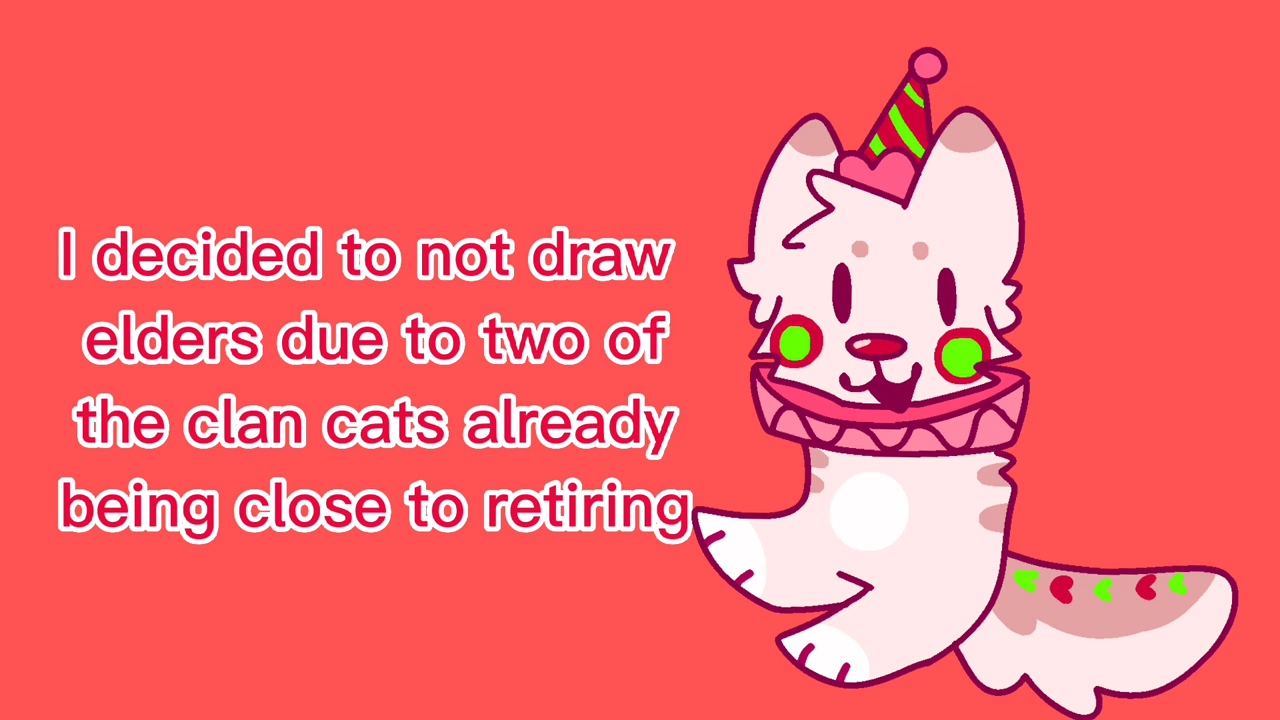 I decided to not draw
elders due to two of
the clan cats already
being close to retiring